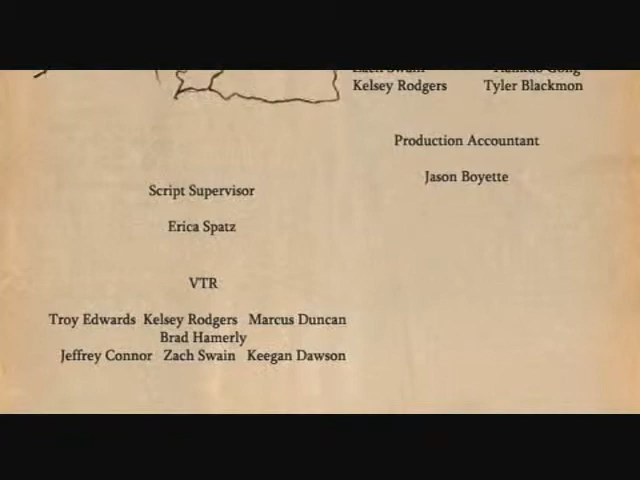 Kelsey Rodgers Tyler Blackmon
Production Accountant
Jason Boyette
Script Supervisor
Erica Spatz
VTR
Troy Edwards Kelsey Rodgers Marcus Duncan
Brad Hamerly
Jeffrey Connor Zach Swain Keegan Dawson